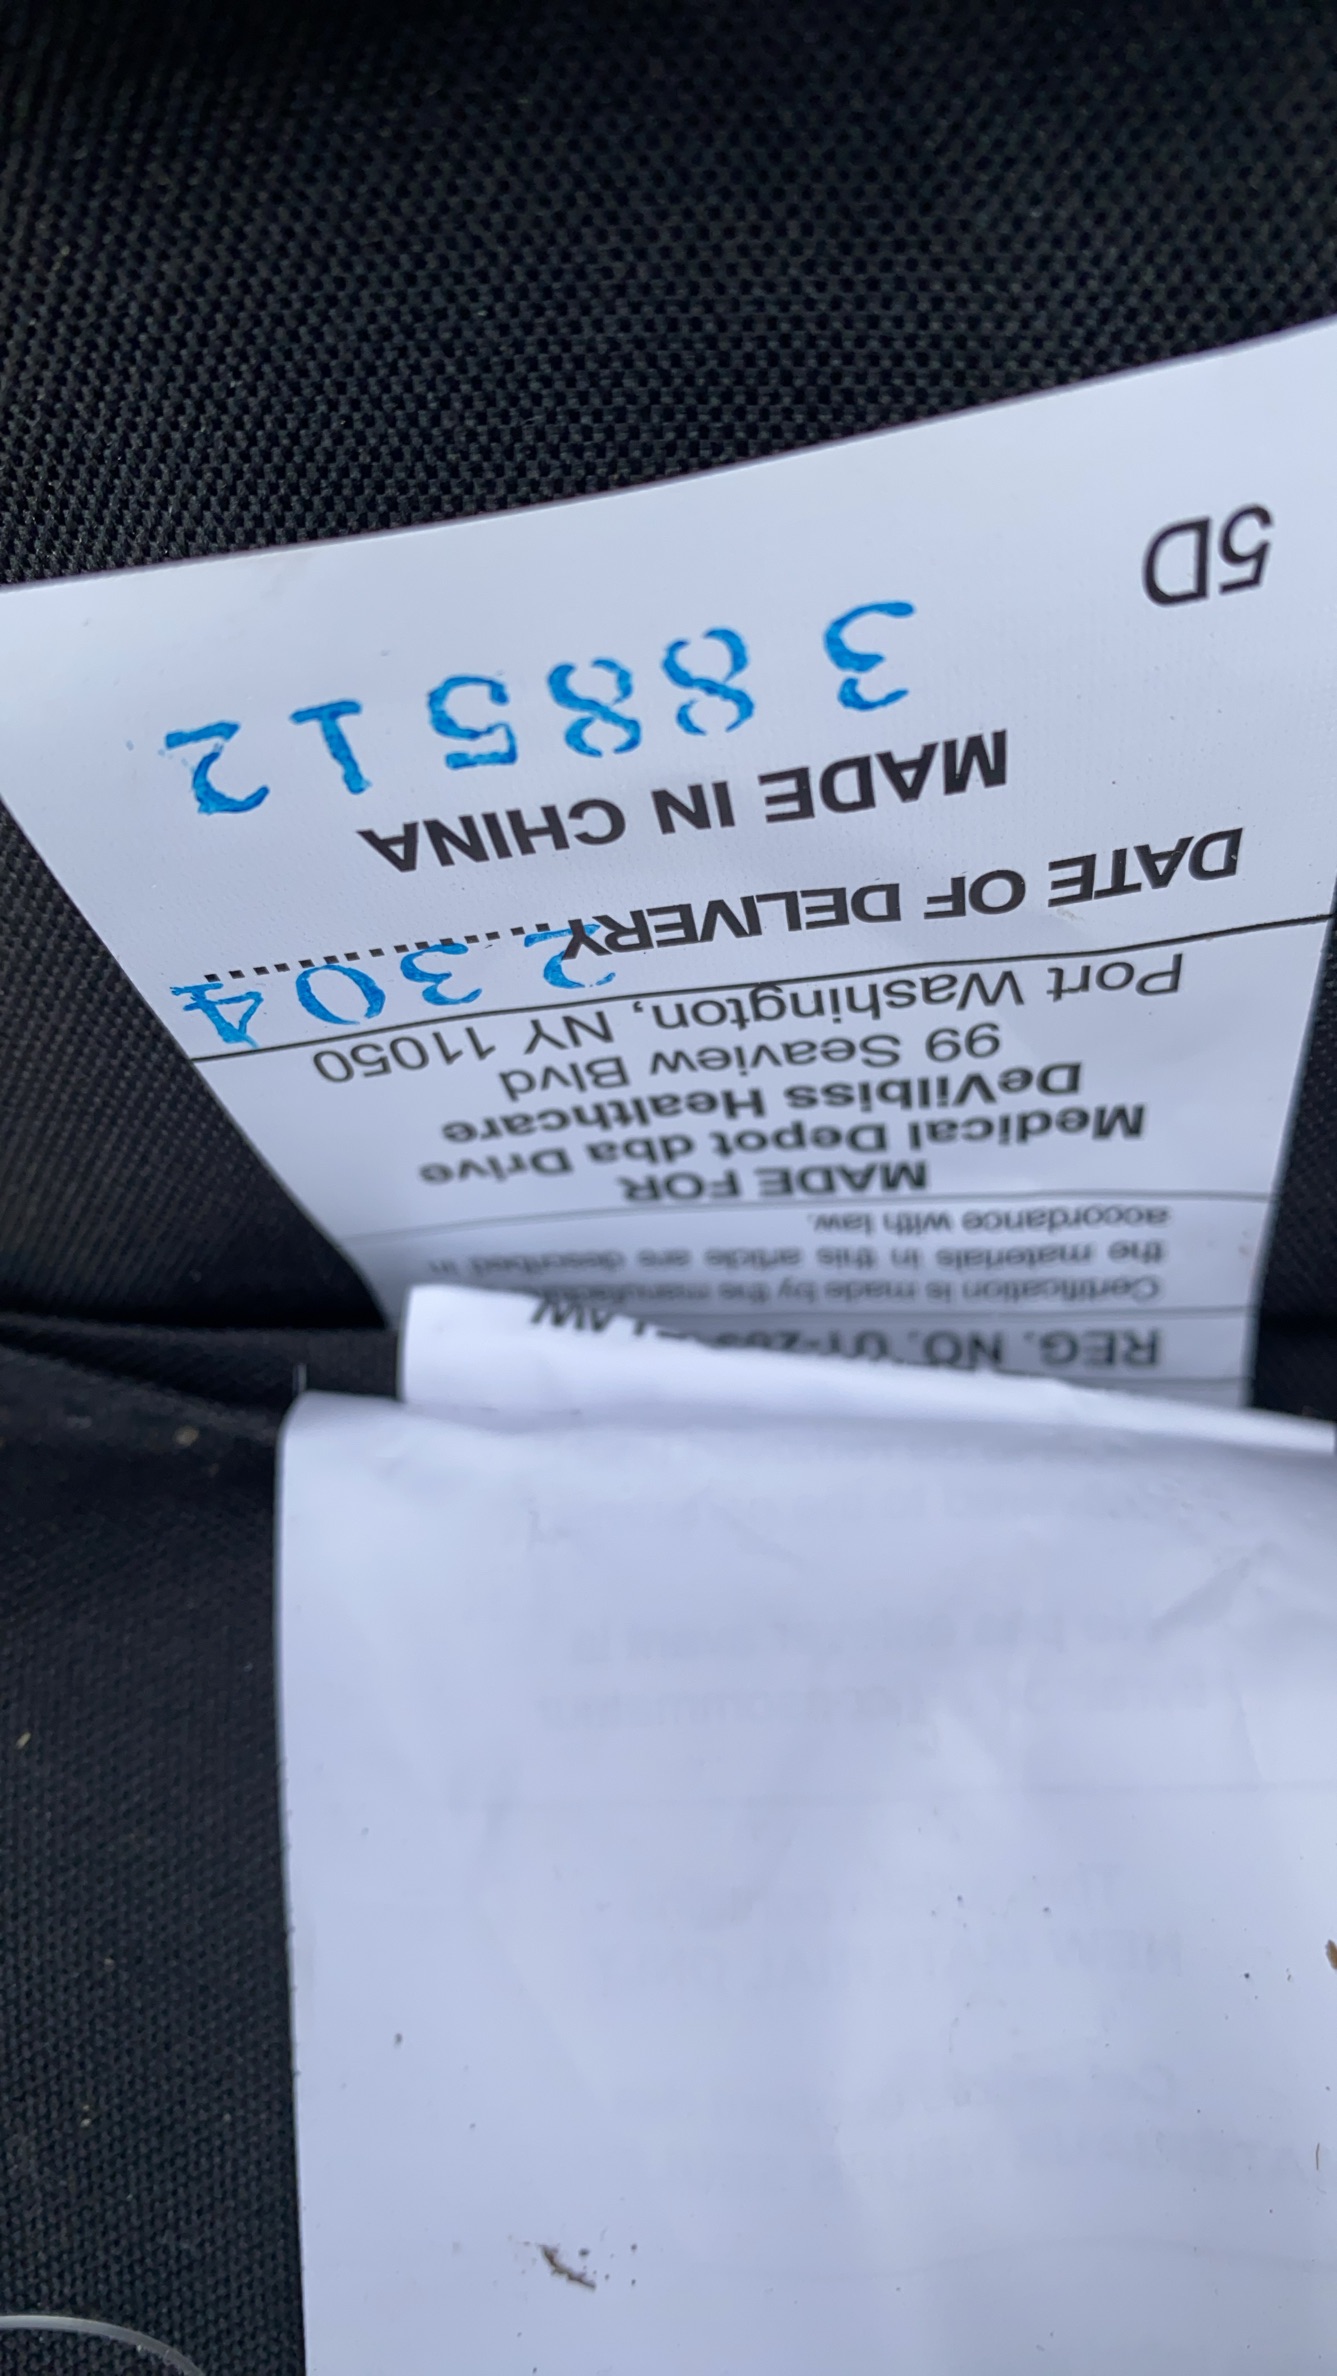 REG. NO. 01-
LAW
Certification is made by the
the materials in this article are described in
accordance with law.
MADE FOR
Medical Depot dba Drive
DeVilbiss Healthcare
99 Seaview Blvd
Port Washington, NY 11050
2304
DATE OF DELIVERY....................
MADE IN CHINA
388512
5D